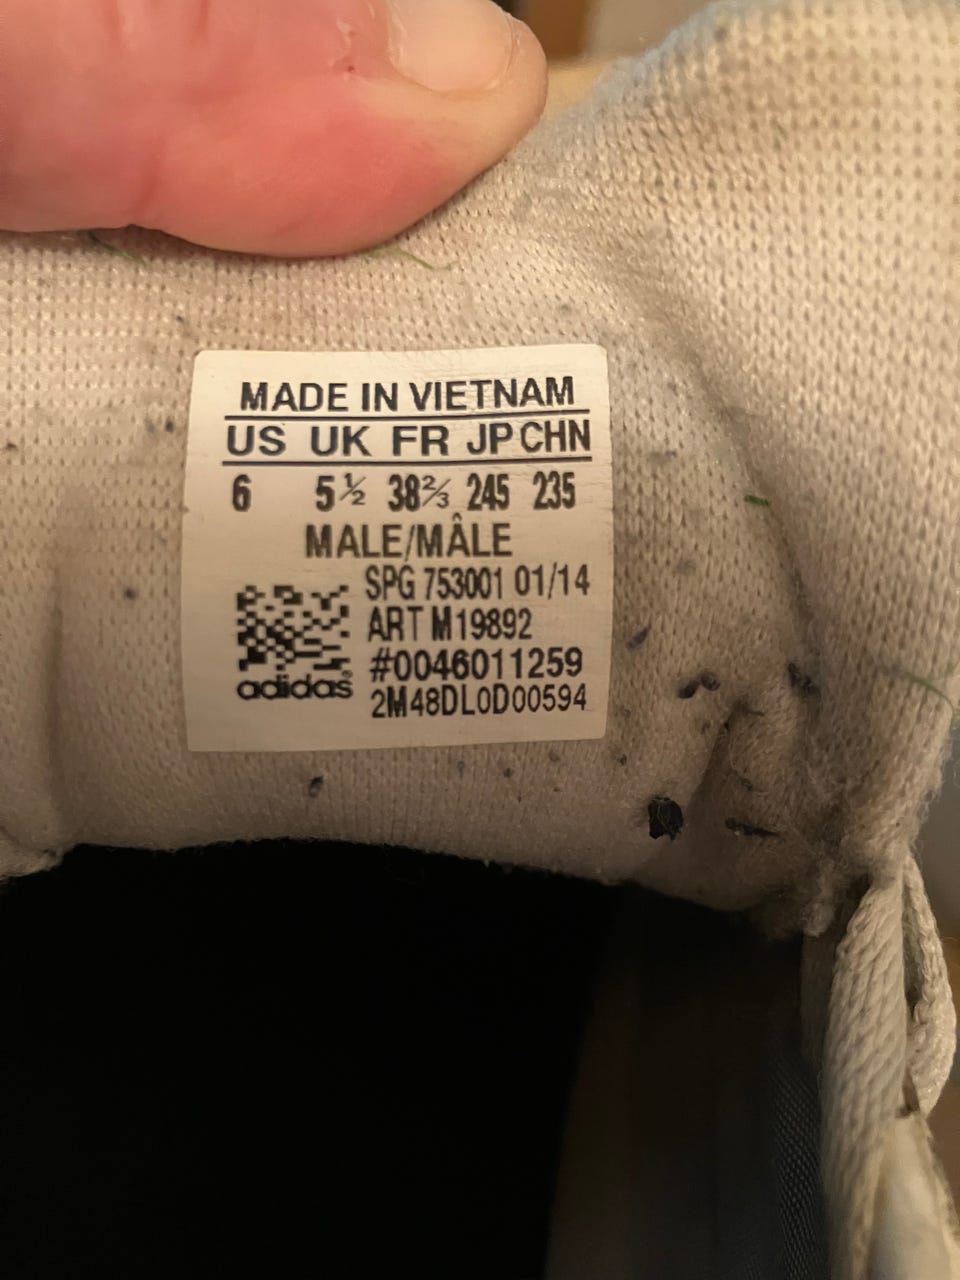 MADE IN VIETNAM
US UK FR JP CHN
6 5½ 38⅔ 245 235
MALE/MÂLE
SPG 753001 01/14
ART M19892
#0046011259
adidas
2M48DL0D00594